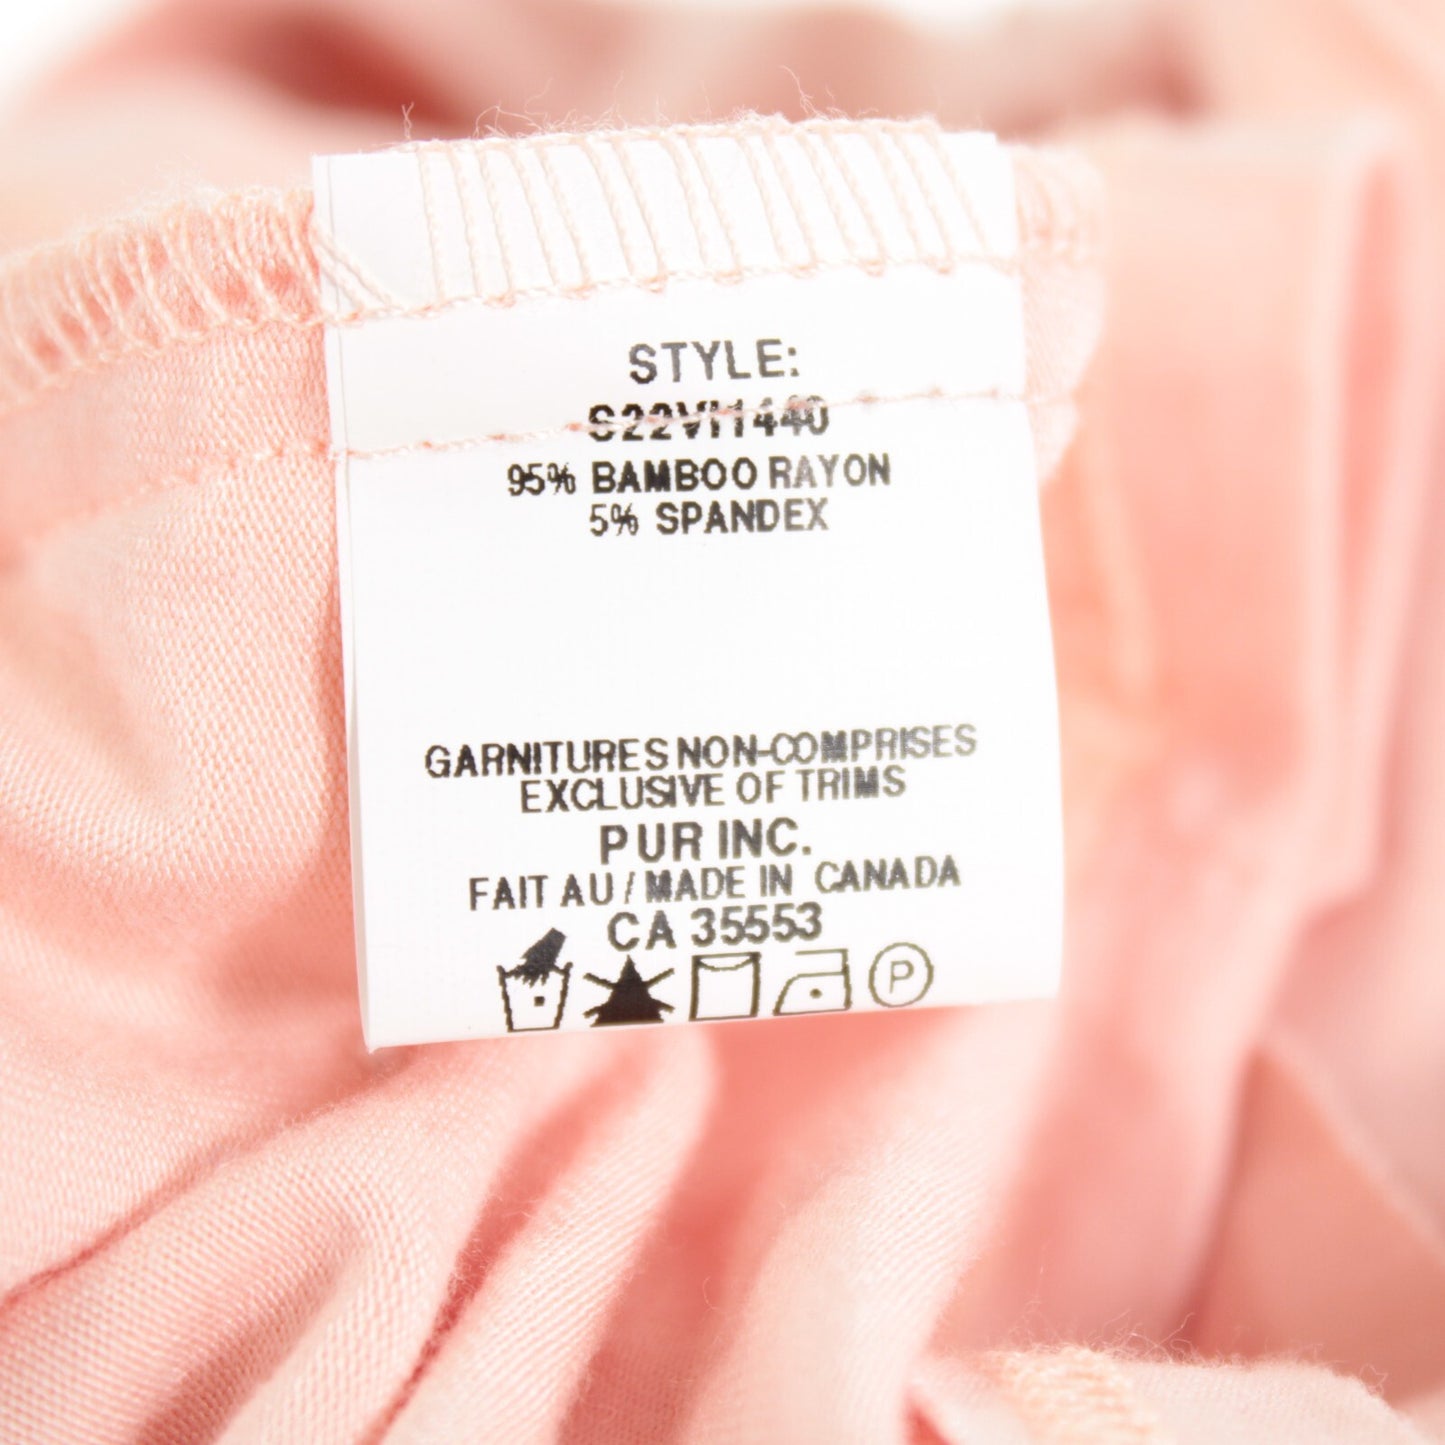 STYLE:
S22VI1440
95% BAMBOO RAYON
5% SPANDEX
GARNITURES NON-COMPRISES
EXCLUSIVE OF TRIMS
PUR INC.
FAIT AU / MADE IN CANADA
CA 35553
P